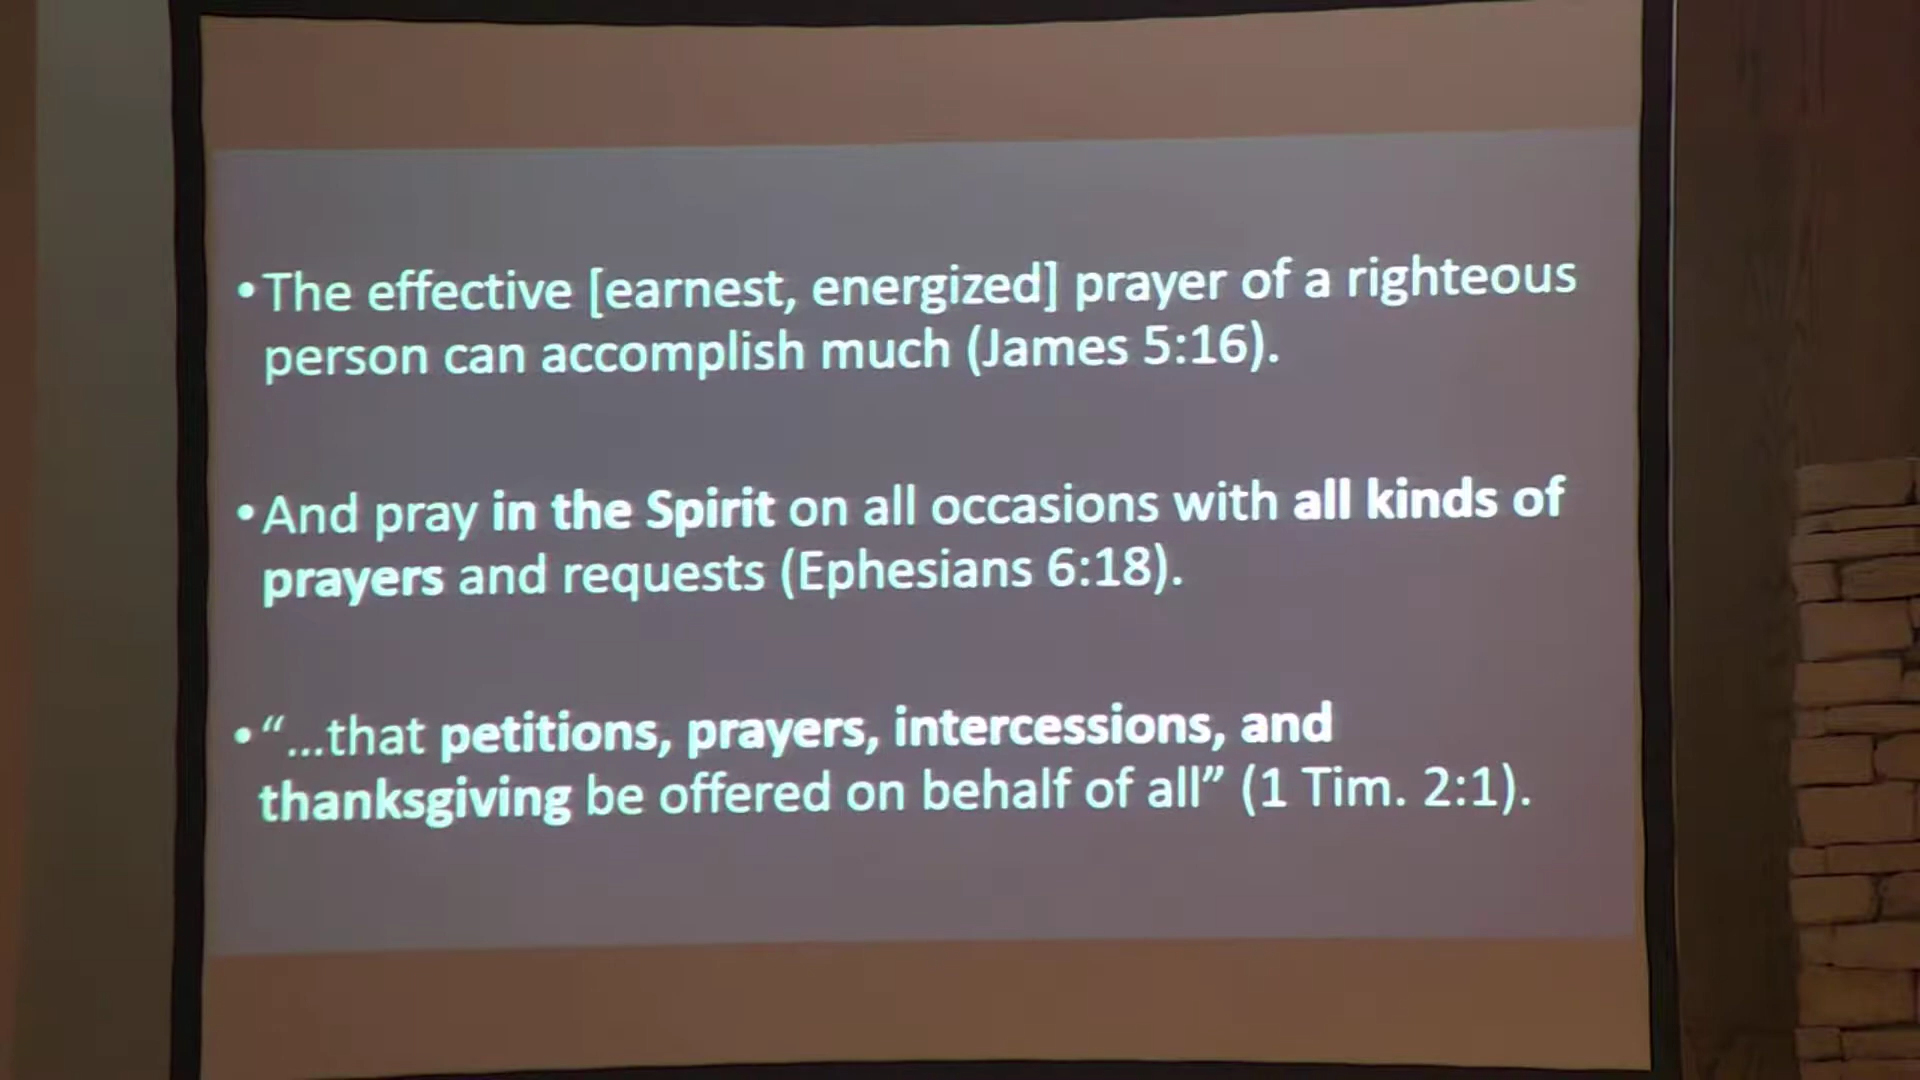 •The effective [earnest, energized] prayer of a righteous
person can accomplish much (James 5:16).
•And pray in the Spirit on all occasions with all kinds of
prayers and requests (Ephesians 6:18).
•“...that petitions, prayers, intercessions, and
thanksgiving be offered on behalf of all” (1 Tim. 2:1).